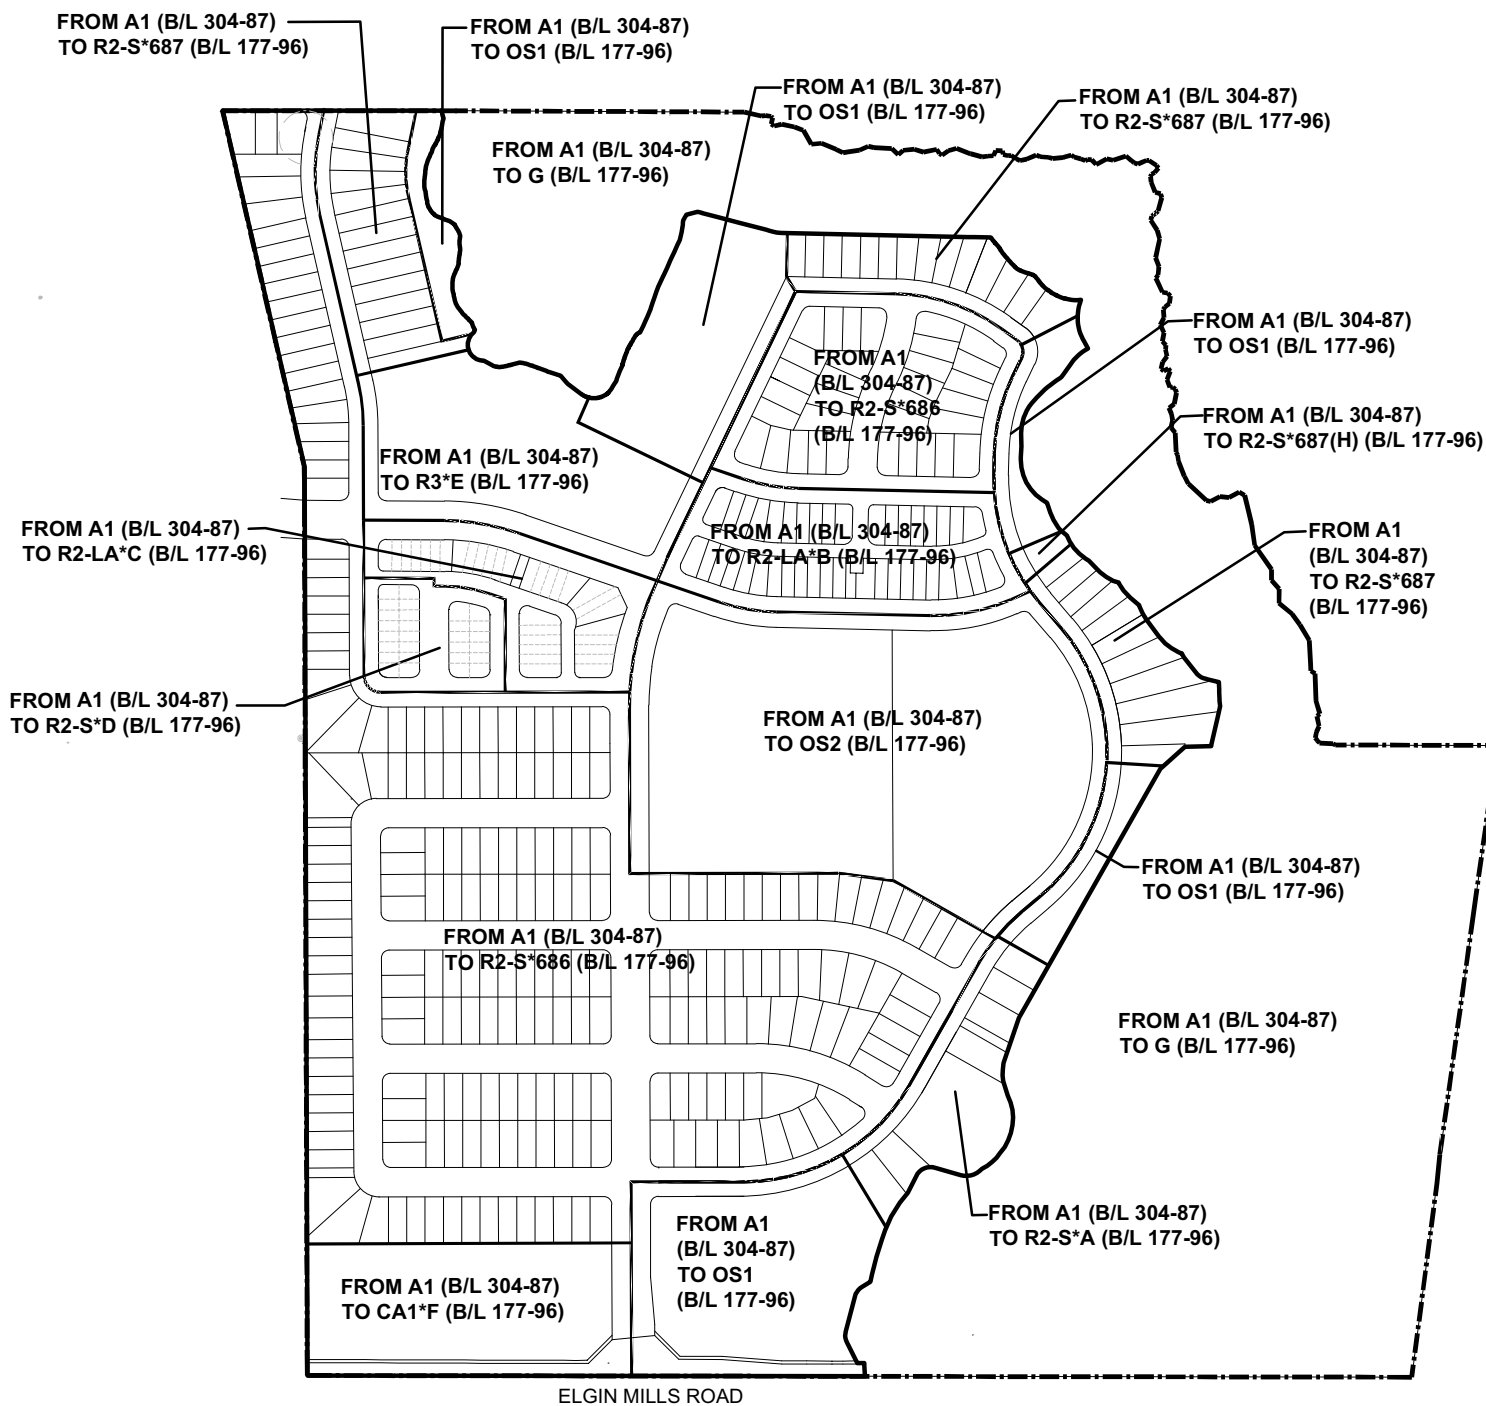 FROM A1 (B/L 304-87)
TO R2-S*687 (B/L 177-96)
FROM A1 (B/L 304-87)
TO OS1 (B/L 177-96)
FROM A1 (B/L 304-87)
TO OS1 (B/L 177-96)
FROM A1 (B/L 304-87)
TO R2-S*687 (B/L 177-96)
FROM A1 (B/L 304-87)
TO G (B/L 177-96)
FROM A1 (B/L 304-87)
TO OS1 (B/L 177-96)
FROM A1
(B/L 304-87)
TO R2-S*686
(B/L 177-96)
FROM A1 (B/L 304-87)
TO R2-S*687(H) (B/L 177-96)
FROM A1 (B/L 304-87)
TO R3*E (B/L 177-96)
FROM A1 (B/L 304-87)
TO R2-LA*C (B/L 177-96)
FROM A1 (B/L 304-87)
TO R2-LA*B (B/L 177-96)
FROM A1
(B/L 304-87)
TO R2-S*687
(B/L 177-96)
FROM A1 (B/L 304-87)
TO R2-S*D (B/L 177-96)
FROM A1 (B/L 304-87)
TO OS2 (B/L 177-96)
FROM A1 (B/L 304-87)
TO OS1 (B/L 177-96)
FROM A1 (B/L 304-87)
TO R2-S*686 (B/L 177-96)
FROM A1 (B/L 304-87)
TO G (B/L 177-96)
FROM A1 (B/L 304-87)
TO R2-S*A (B/L 177-96)
FROM A1
(B/L 304-87)
TO OS1
(B/L 177-96)
FROM A1 (B/L 304-87)
TO CA1*F (B/L 177-96)
ELGIN MILLS ROAD